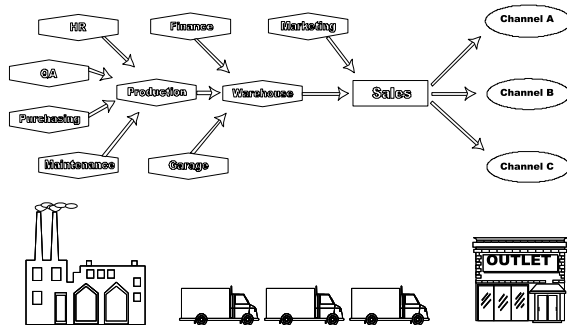 HR
Finance
Marketing
Channel A
QA
Production
Warehouse
Sales
Channel B
Purchasing
Maintenance
Garage
Channel C
OUTLET